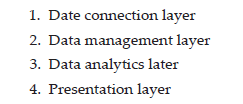 1. Date connection layer
2. Data management layer
3. Data analytics later
4. Presentation layer